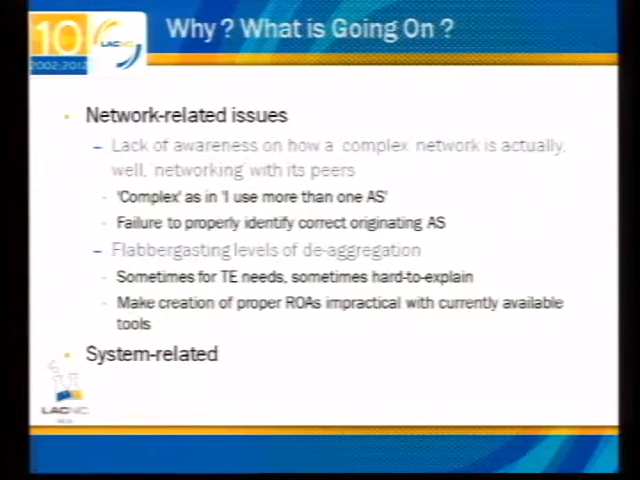 Why? What is Going On?
10
LACNIC
2002-2012
Network-related issues
– Lack of awareness on how a complex network is actually,
well, networking with its peers
'Complex' as in 'I use more than one AS'
Failure to properly identify correct originating AS
– Flabbergasting levels of de-aggregation
Sometimes for TE needs, sometimes hard-to-explain
Make creation of proper ROAs impractical with currently available
tools
System-related
LACNIC